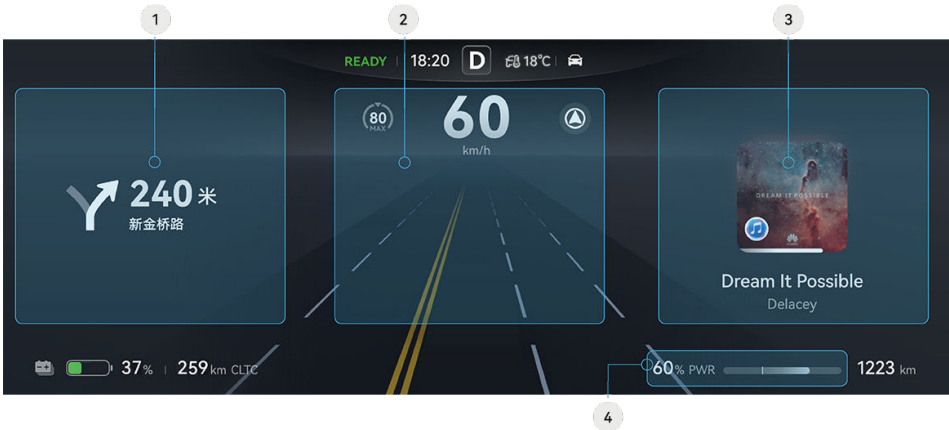 1
2
3
READY 18:20 D 18℃
80
MAX
60
km/h
240 米
新金桥路
DREAM IT POSSIBLE
Dream It Possible
Delacey
37% 259 km CLTC
60% PWR
1223 km
4